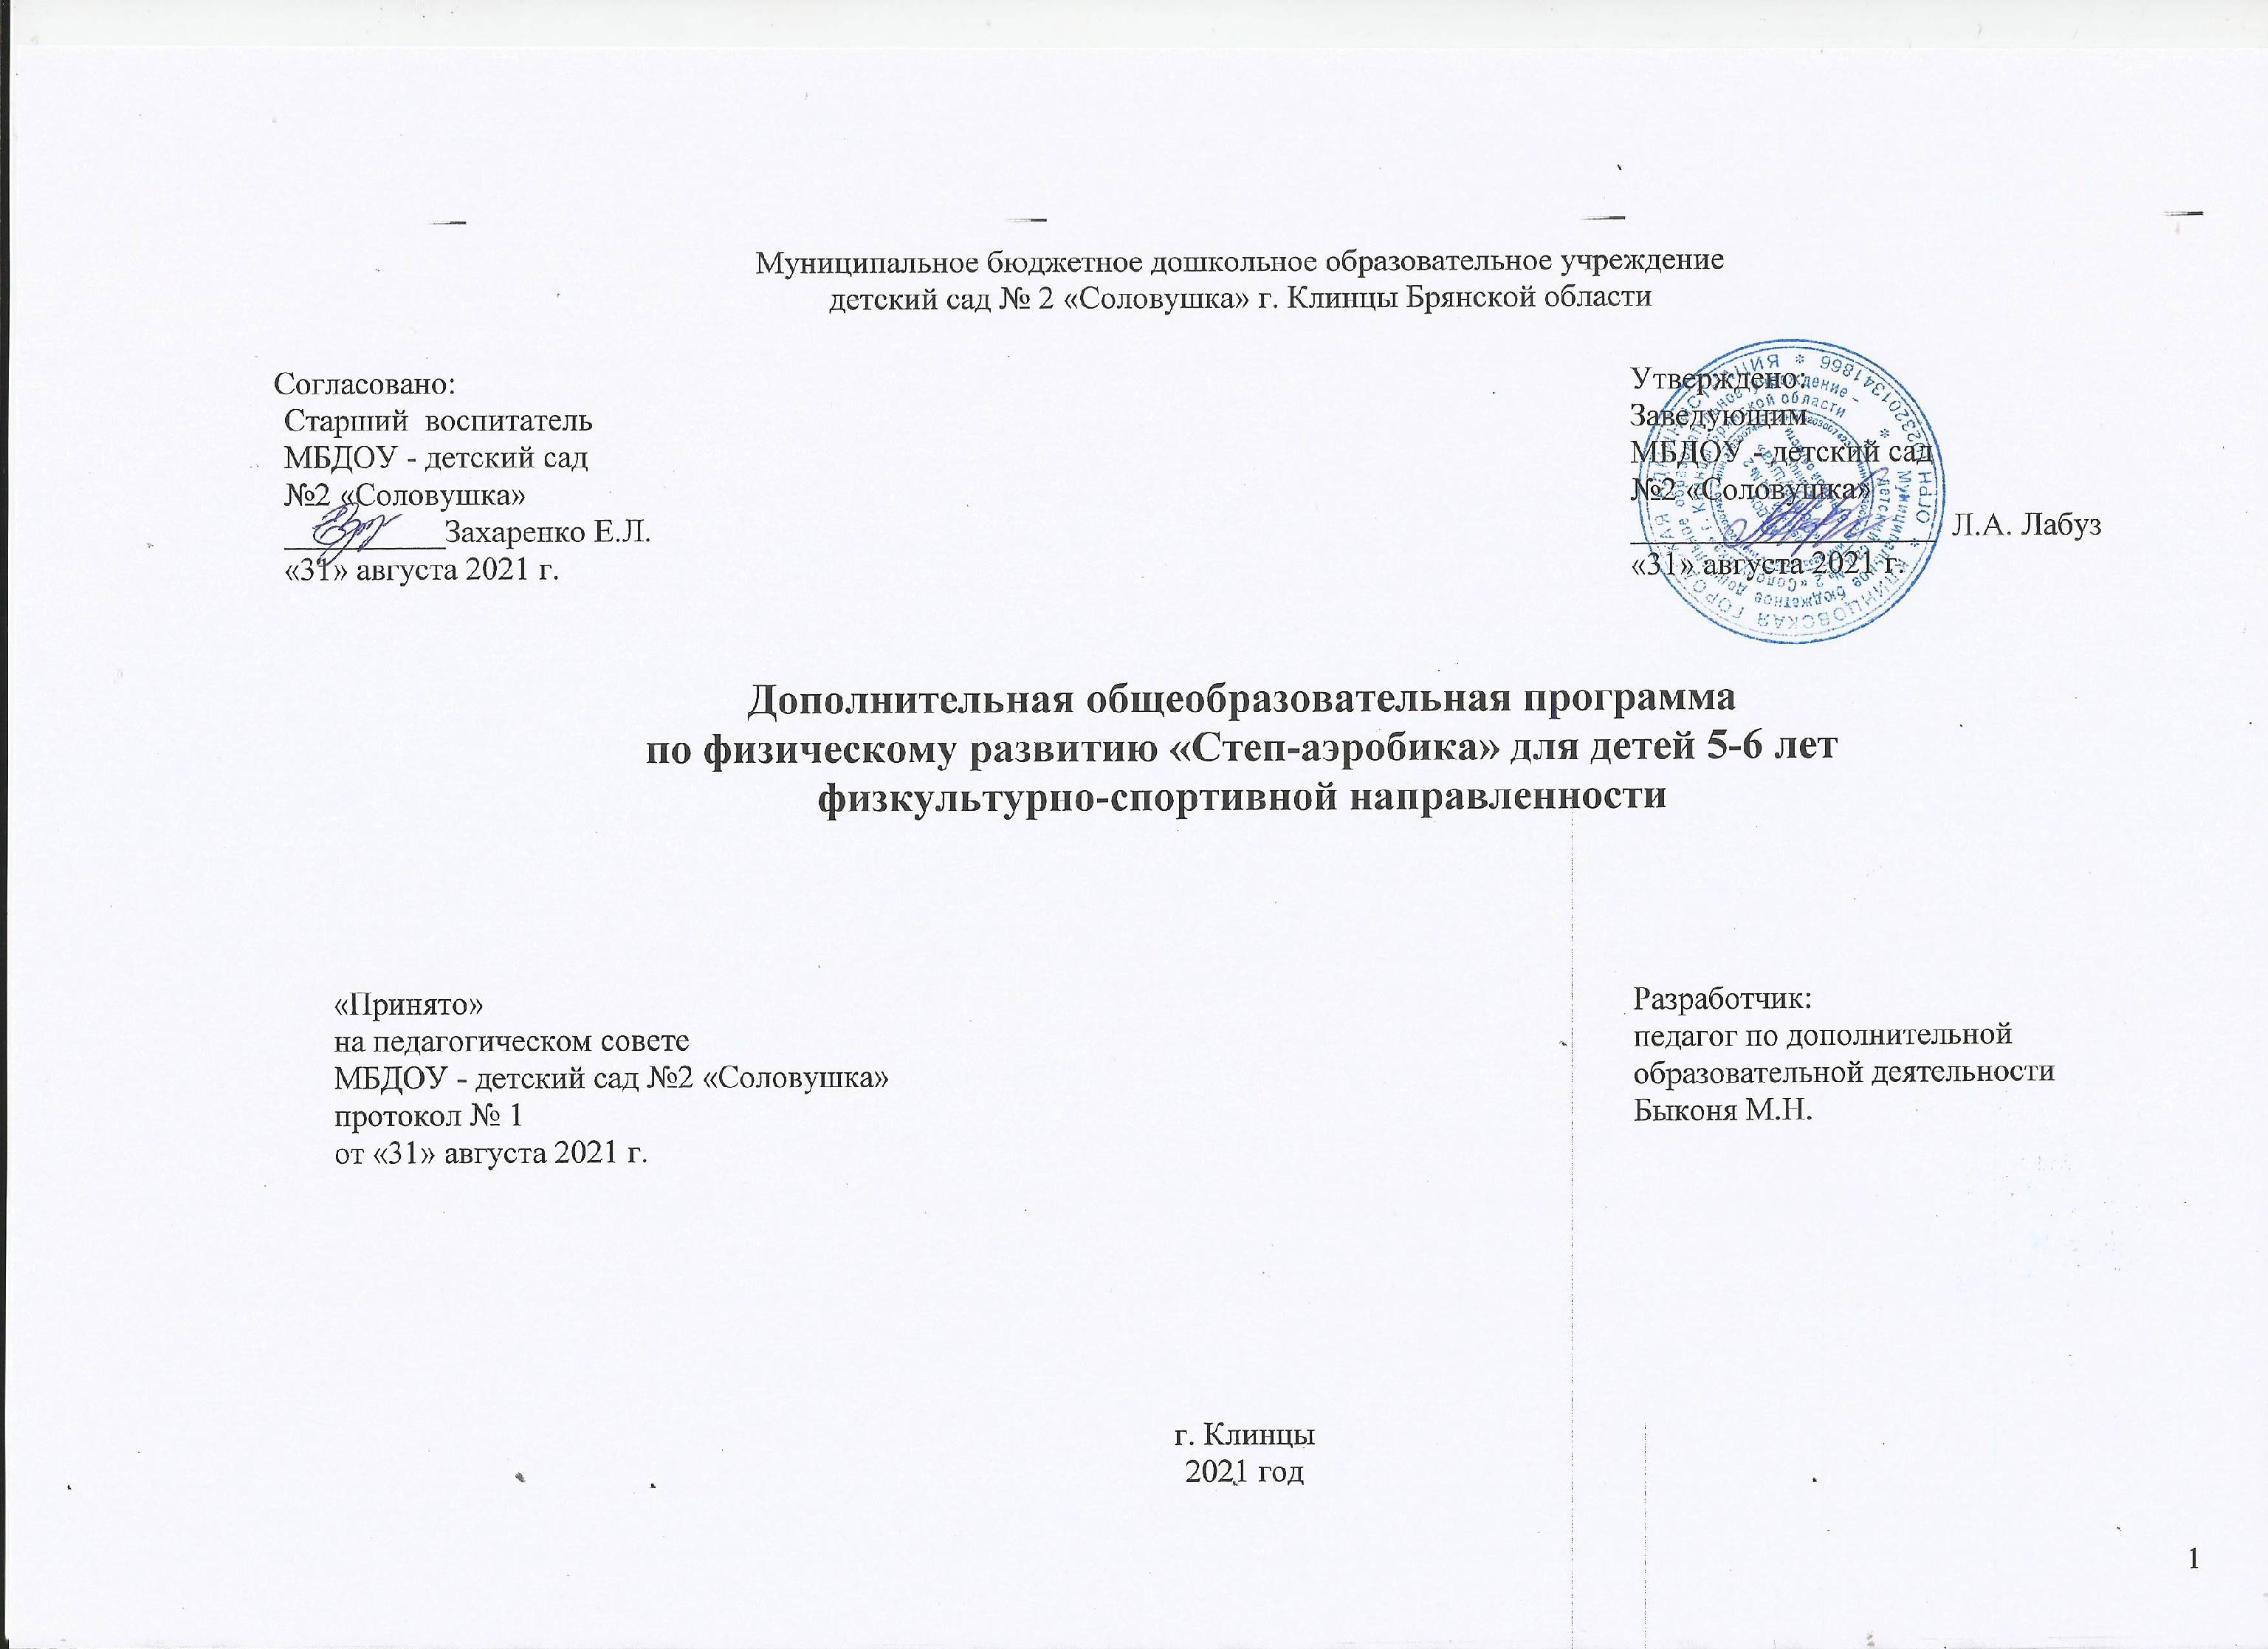 Муниципальное бюджетное дошкольное образовательное учреждение
детский сад № 2 «Соловушка» г. Клинцы Брянской области
Согласовано:
Старший воспитатель
МБДОУ - детский сад
№2 «Соловушка»
__________Захаренко Е.Л.
«31» августа 2021 г.
Утверждено:
Заведующим
МБДОУ - детский сад
№2 «Соловушка»
___________________ Л.А. Лабуз
«31» августа 2021 г.
Дополнительная общеобразовательная программа
по физическому развитию «Степ-аэробика» для детей 5-6 лет
физкультурно-спортивной направленности
«Принято»
на педагогическом совете
МБДОУ - детский сад №2 «Соловушка»
протокол № 1
от «31» августа 2021 г.
Разработчик:
педагог по дополнительной
образовательной деятельности
Быконя М.Н.
г. Клинцы
2021 год
1